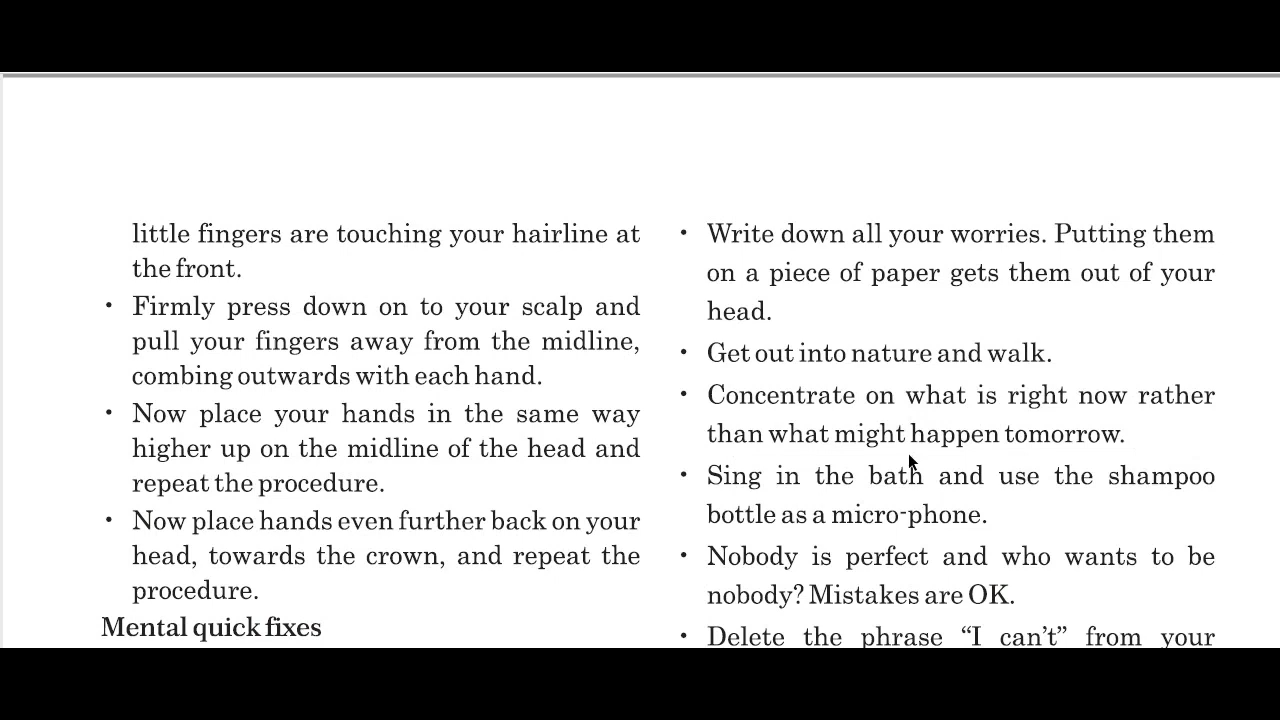 little fingers are touching your hairline at
the front.
• Firmly press down on to your scalp and
pull your fingers away from the midline,
combing outwards with each hand.
• Now place your hands in the same way
higher up on the midline of the head and
repeat the procedure.
• Now place hands even further back on your
head, towards the crown, and repeat the
procedure.
Mental quick fixes
• Write down all your worries. Putting them
on a piece of paper gets them out of your
head.
• Get out into nature and walk.
• Concentrate on what is right now rather
than what might happen tomorrow.
• Sing in the bath and use the shampoo
bottle as a micro-phone.
• Nobody is perfect and who wants to be
nobody? Mistakes are OK.
• Delete the phrase “I can’t” from your